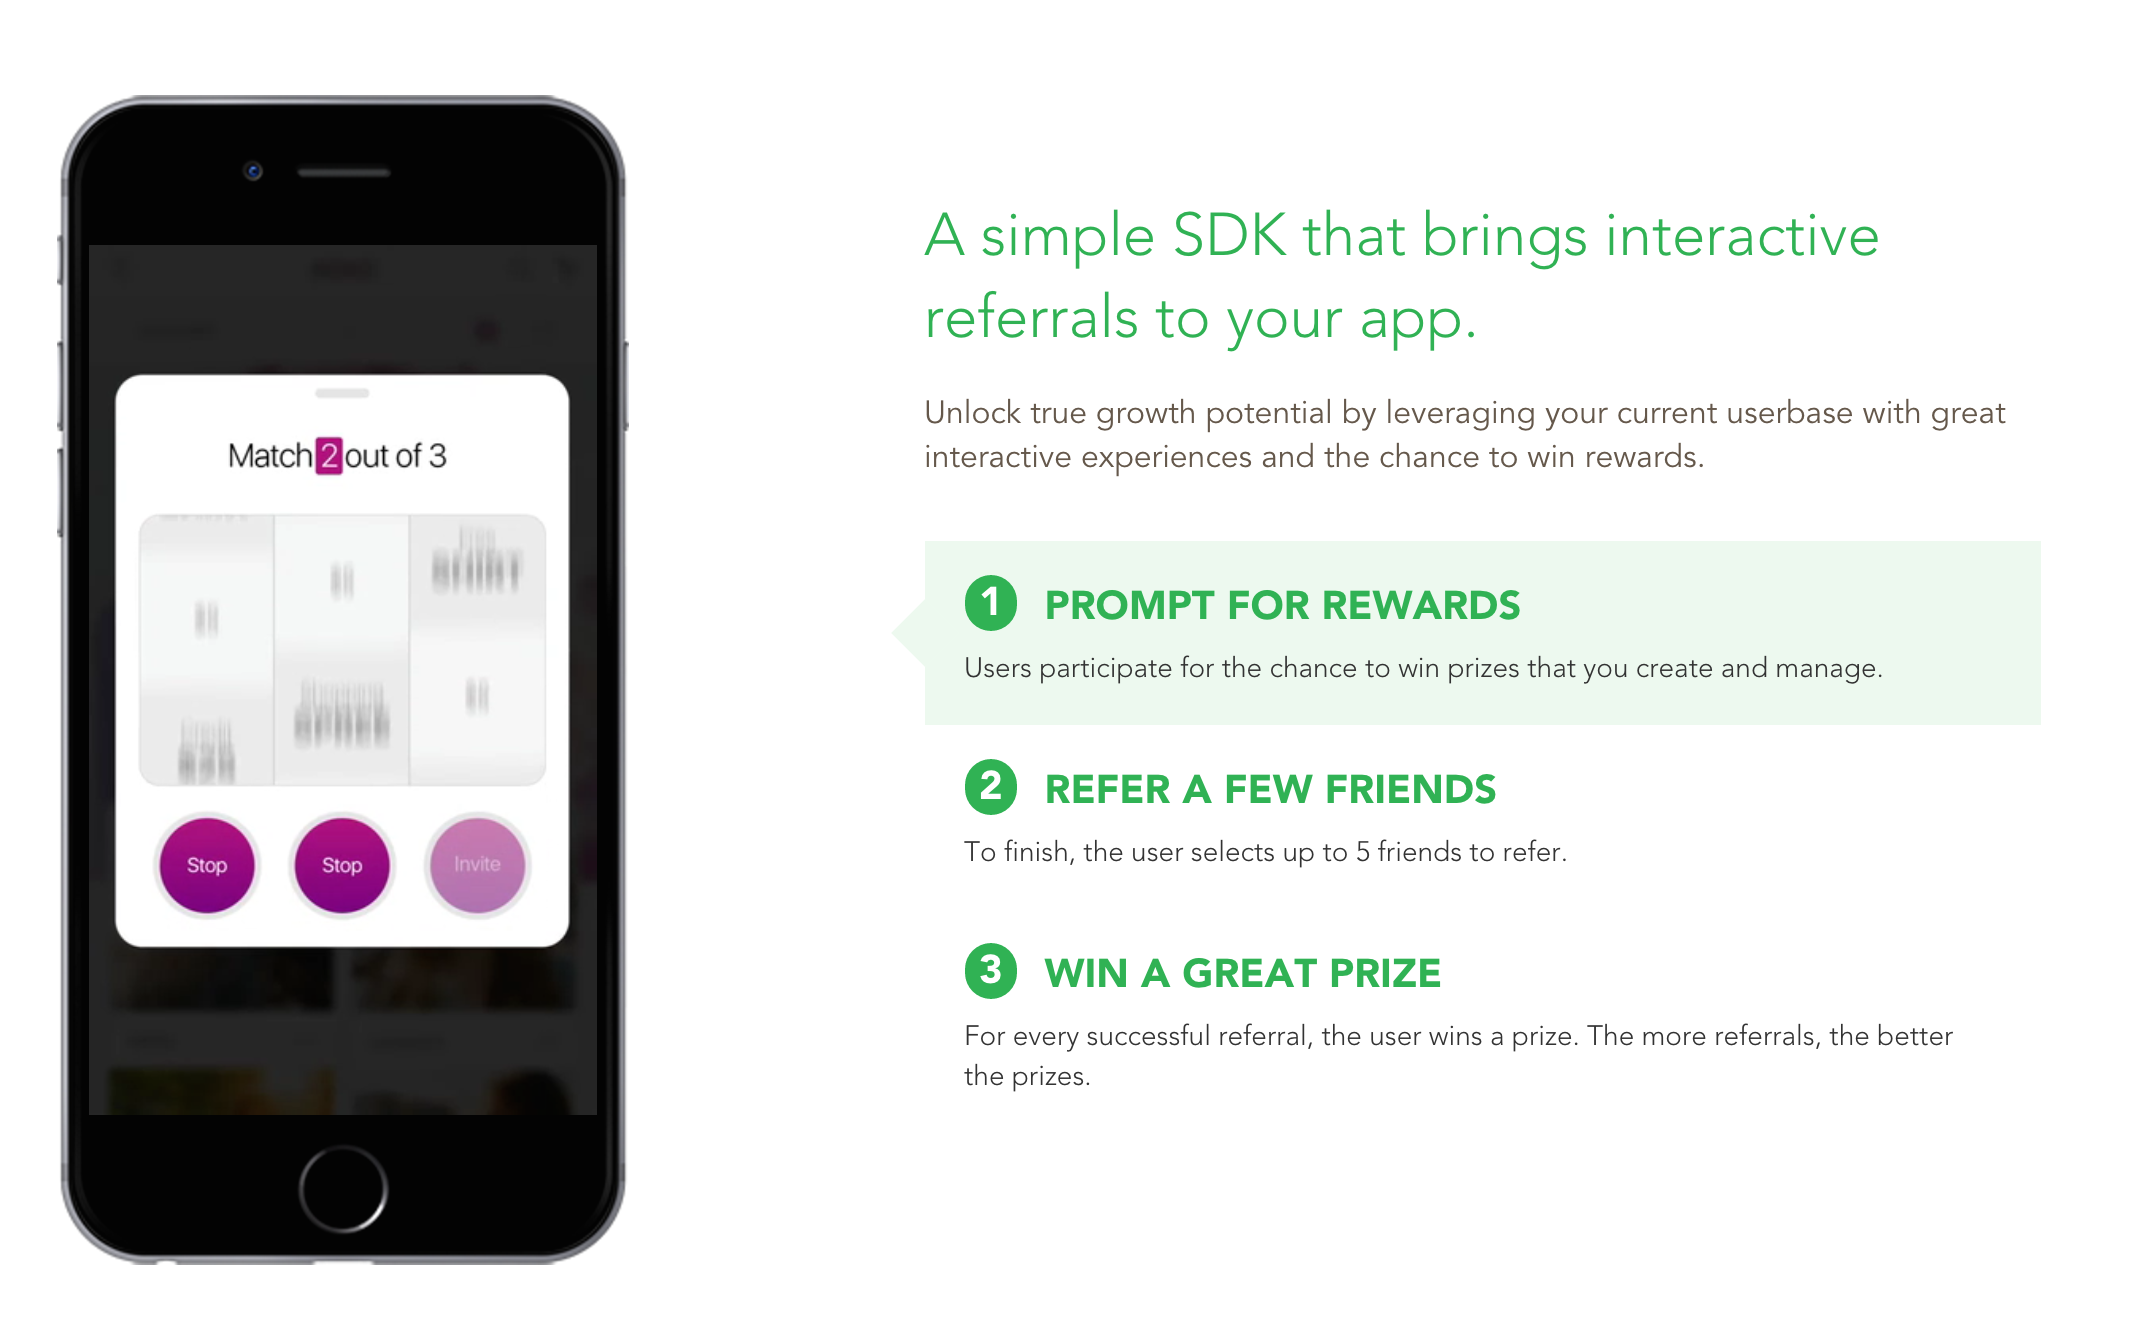 Match 2 out of 3
Stop
Stop
Invite
A simple SDK that brings interactive
referrals to your app.
Unlock true growth potential by leveraging your current userbase with great
interactive experiences and the chance to win rewards.
1 PROMPT FOR REWARDS
Users participate for the chance to win prizes that you create and manage.
2 REFER A FEW FRIENDS
To finish, the user selects up to 5 friends to refer.
3 WIN A GREAT PRIZE
For every successful referral, the user wins a prize. The more referrals, the better
the prizes.